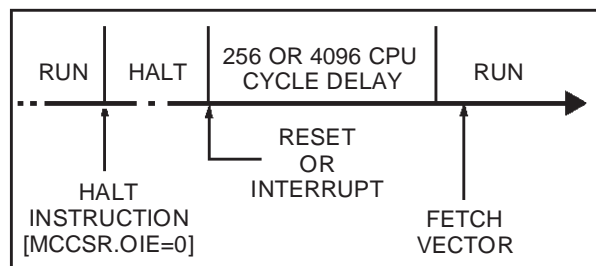 RUN
HALT
256 OR 4096 CPU
CYCLE DELAY
RUN
HALT
INSTRUCTION
[MCCSR.OIE=0]
RESET
OR
INTERRUPT
FETCH
VECTOR